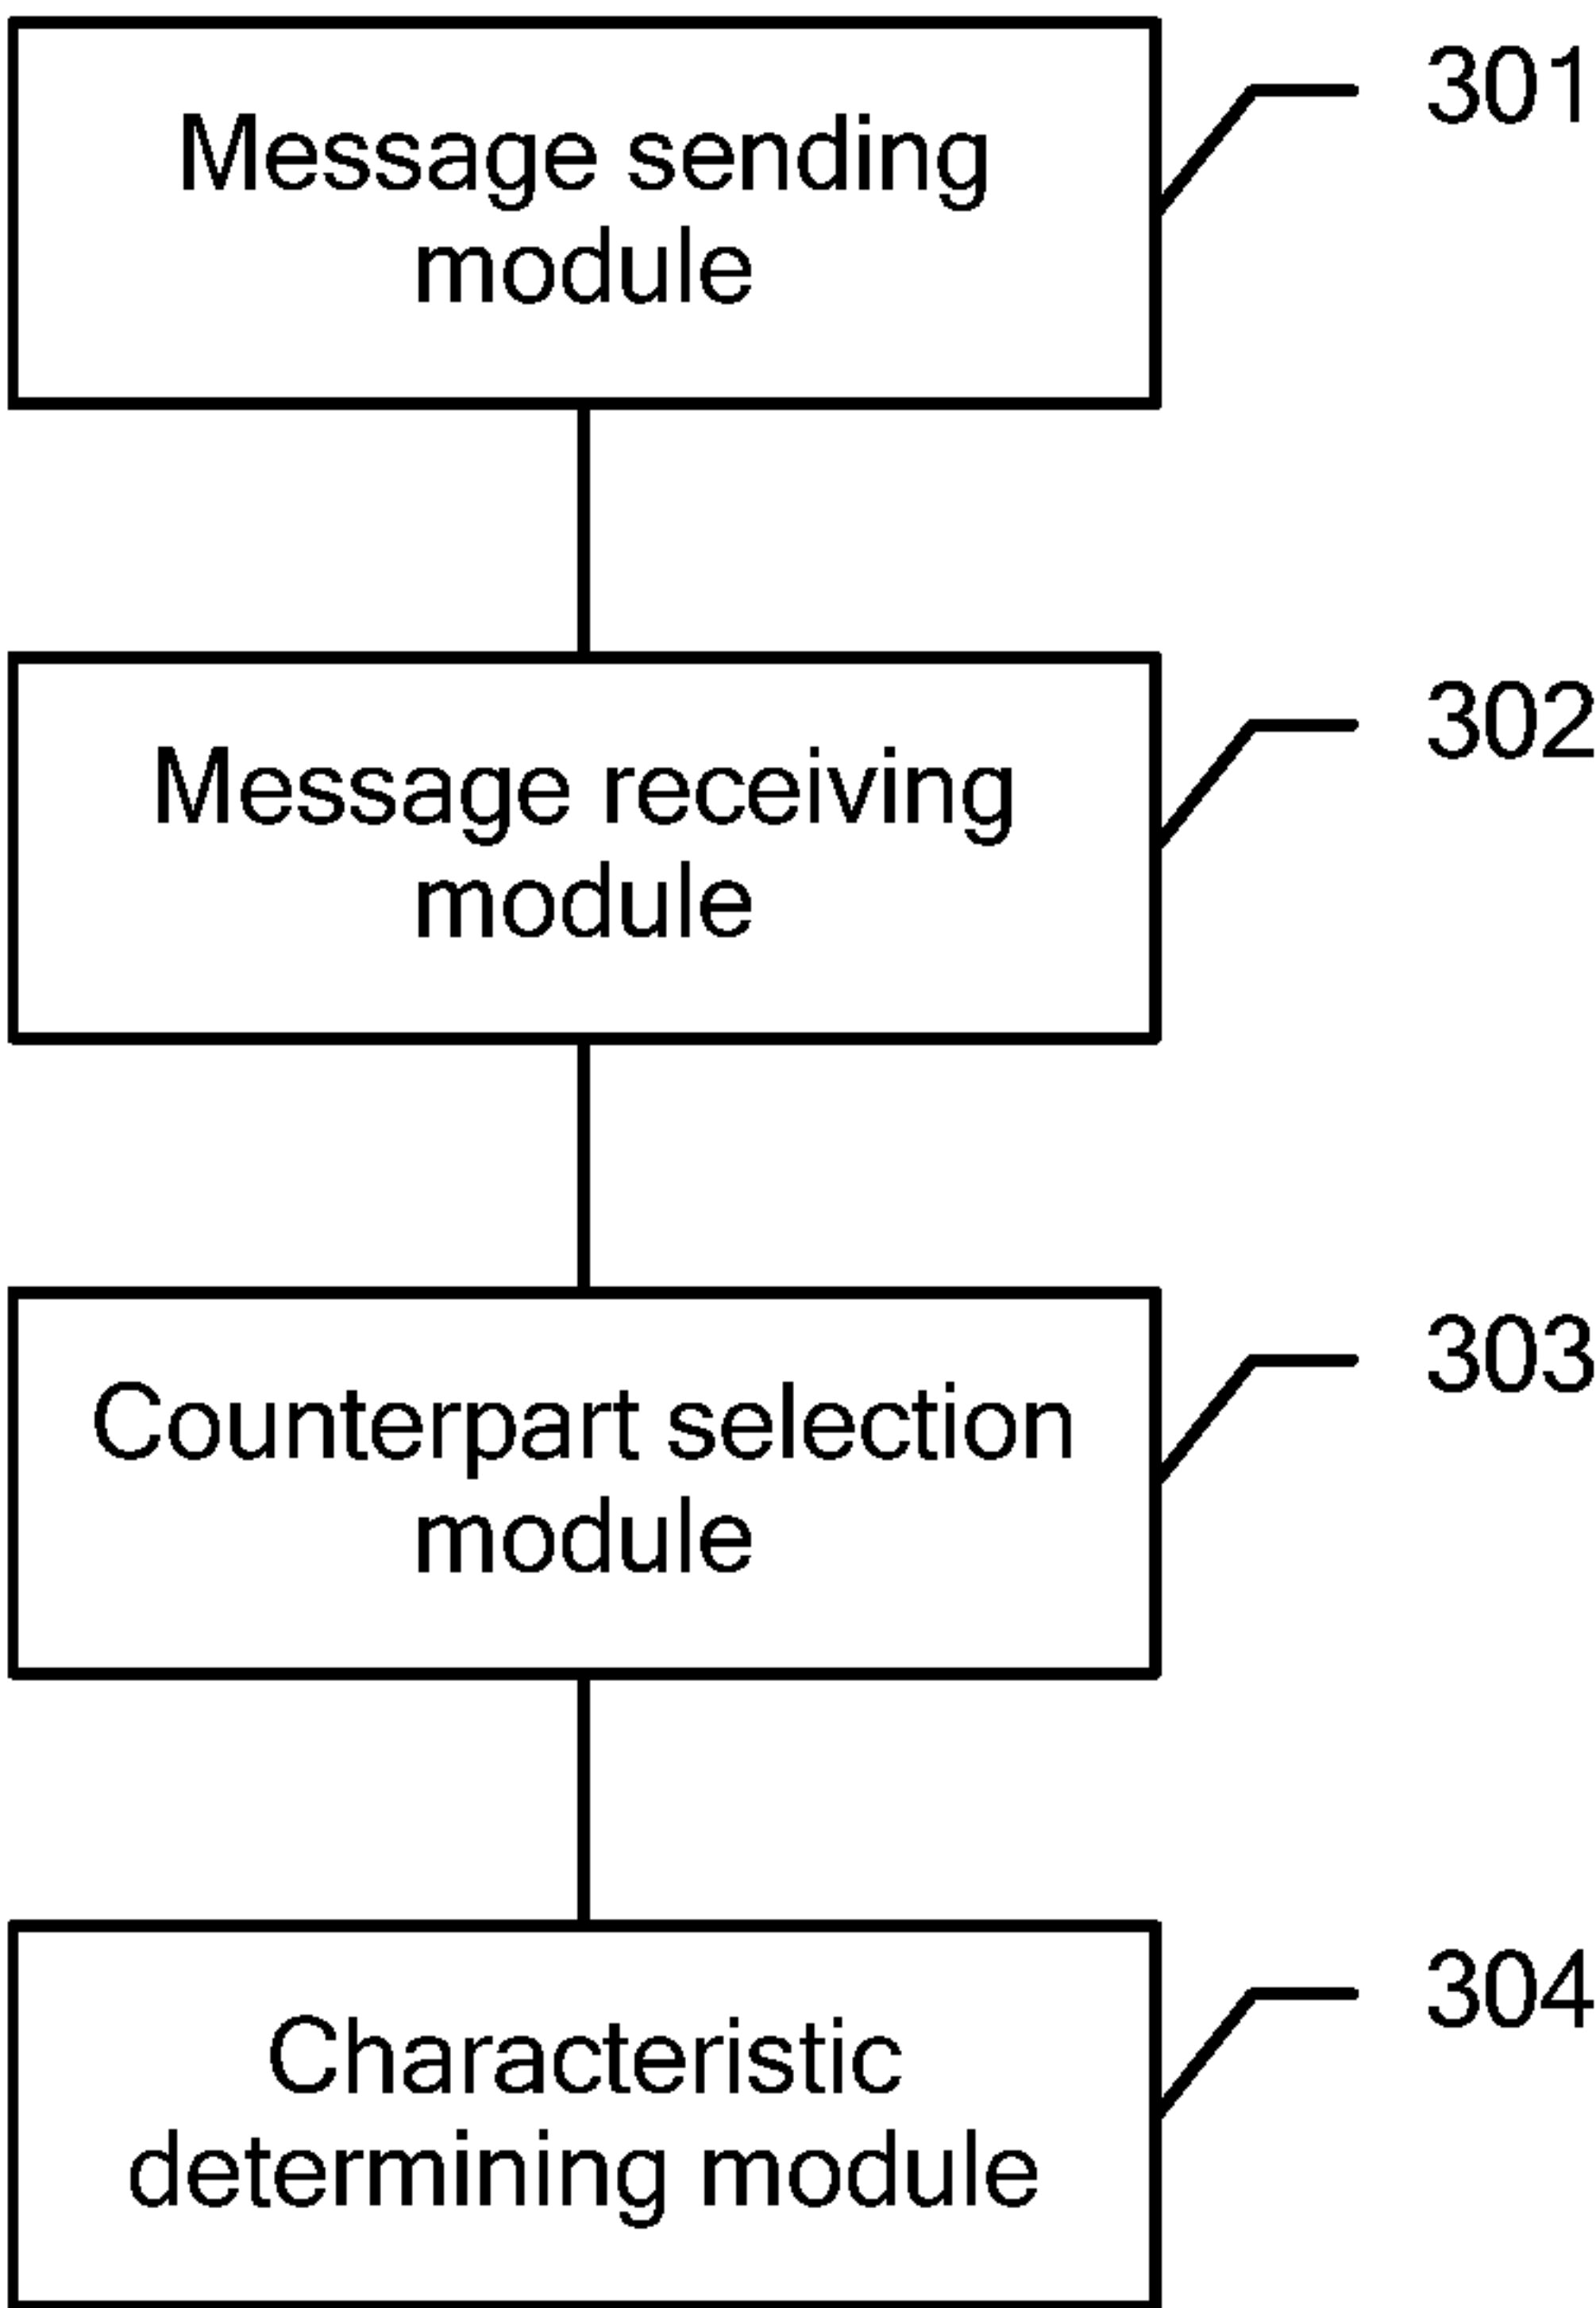 Message sending
module
301
Message receiving
module
302
Counterpart selection
module
303
Characteristic
determining module
304